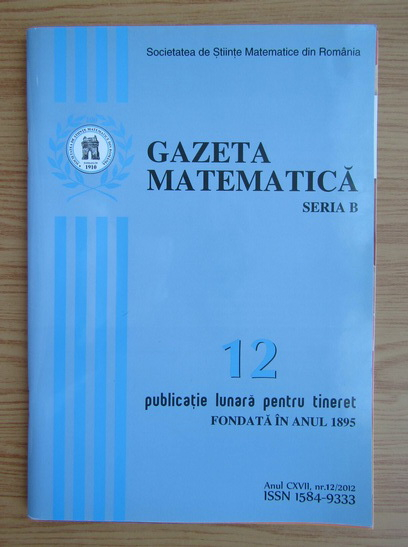 Societatea de Științe Matematice din România
1910
GAZETA
MATEMATICĂ
SERIA B
12
publicație lunară pentru tineret
FONDATĂ ÎN ANUL 1895
Anul CXVII, nr.12/2012
ISSN 1584-9333